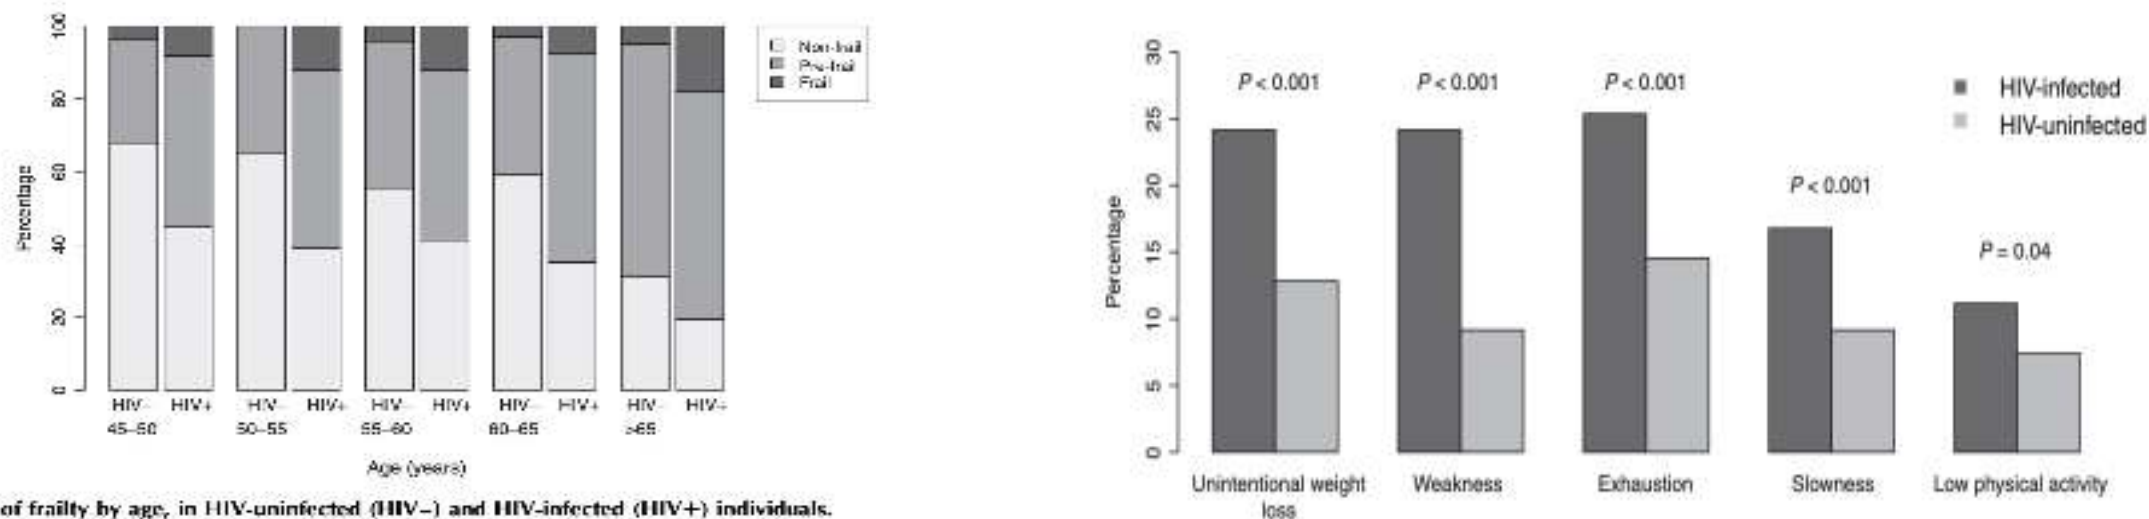 100
80
60
40
20
0
Percentage
HIV– HIV+ HIV– HIV+ HIV– HIV+ HIV– HIV+ HIV– HIV+
45–50 50–55 55–60 60–65 >65
Age (years)
Non-frail
Pre-frail
Frail
of frailty by age, in HIV-uninfected (HIV–) and HIV-infected (HIV+) individuals.
30
25
20
15
10
5
0
Percentage
P < 0.001
P < 0.001
P < 0.001
P < 0.001
P = 0.04
HIV-infected
HIV-uninfected
Unintentional weight
loss
Weakness
Exhaustion
Slowness
Low physical activity